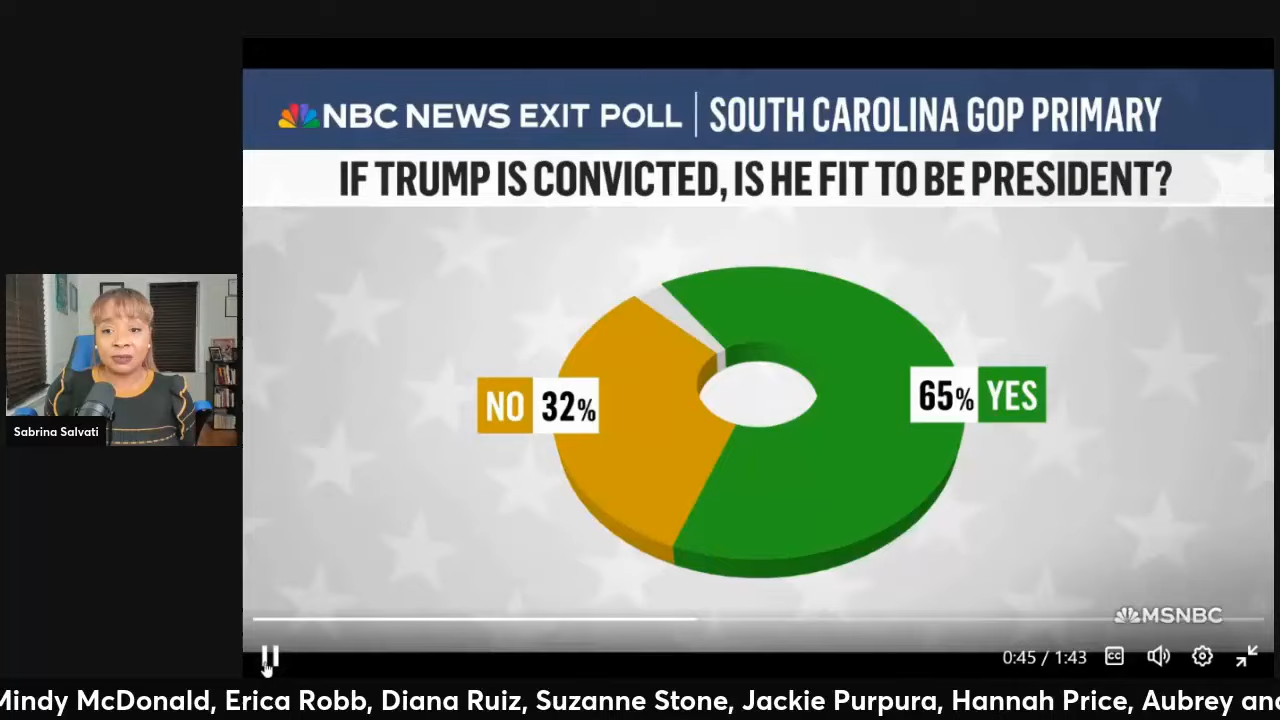 NBC NEWS EXIT POLL | SOUTH CAROLINA GOP PRIMARY
IF TRUMP IS CONVICTED, IS HE FIT TO BE PRESIDENT?
NO 32%
65% YES
Sabrina Salvati
MSNBC
0:45 / 1:43
CC
Mindy McDonald, Erica Robb, Diana Ruiz, Suzanne Stone, Jackie Purpura, Hannah Price, Aubrey and